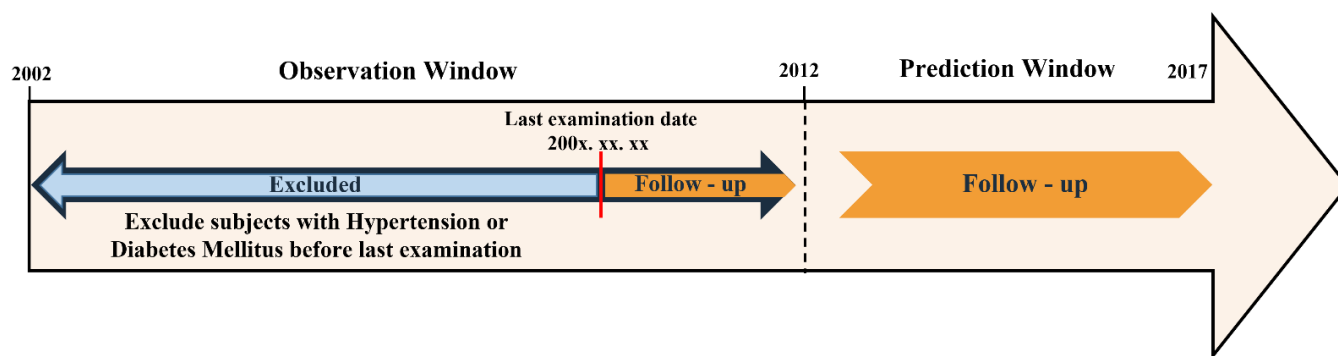 2002
Observation Window
2012
Prediction Window
2017
Last examination date
200x. xx. xx
Excluded
Follow - up
Follow - up
Exclude subjects with Hypertension or
Diabetes Mellitus before last examination